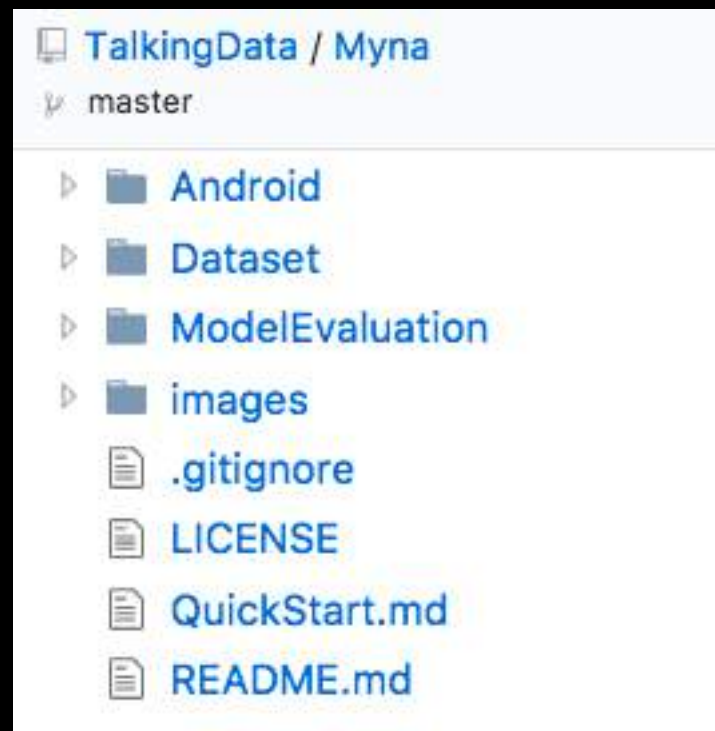 TalkingData / Myna
master
Android
Dataset
ModelEvaluation
images
.gitignore
LICENSE
QuickStart.md
README.md